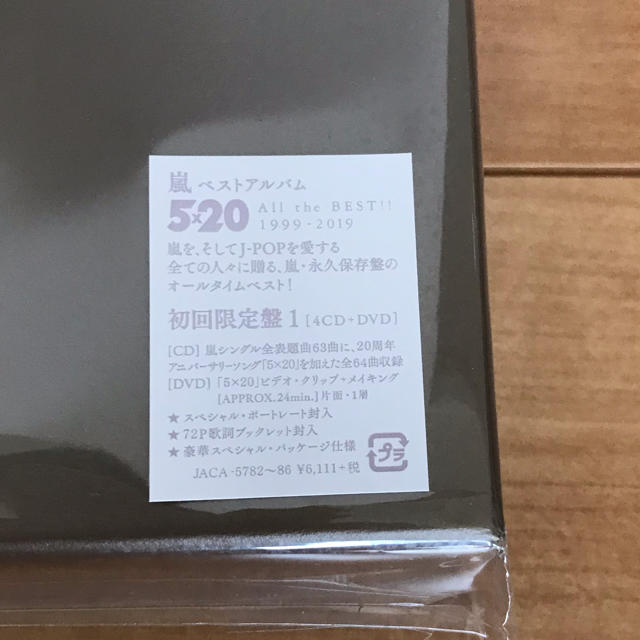 嵐 ベストアルバム
5×20 All the BEST!!
1999-2019
嵐を、そしてJ-POPを愛する
全ての人々に贈る、嵐・永久保存盤の
オールタイムベスト!
初回限定盤 1 [4CD+DVD]
[CD] 嵐シングル全表題曲63曲に、20周年
アニバーサリーソング「5×20」を加えた全64曲収録
[DVD] 「5×20」ビデオ・クリップ・メイキング
[APPROX.24min.]片面・1層
★ スペシャル・ポートレート封入
★ 72P歌詞ブックレット封入
★ 豪華スペシャル・パッケージ仕様
JACA-5782〜86 ¥6,111+税
プラ